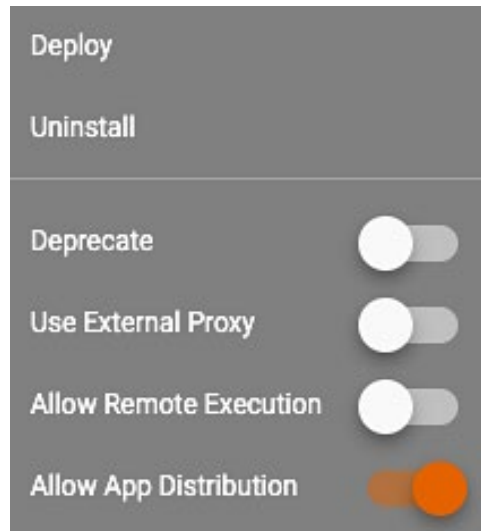 Deploy
Uninstall
Deprecate
Use External Proxy
Allow Remote Execution
Allow App Distribution